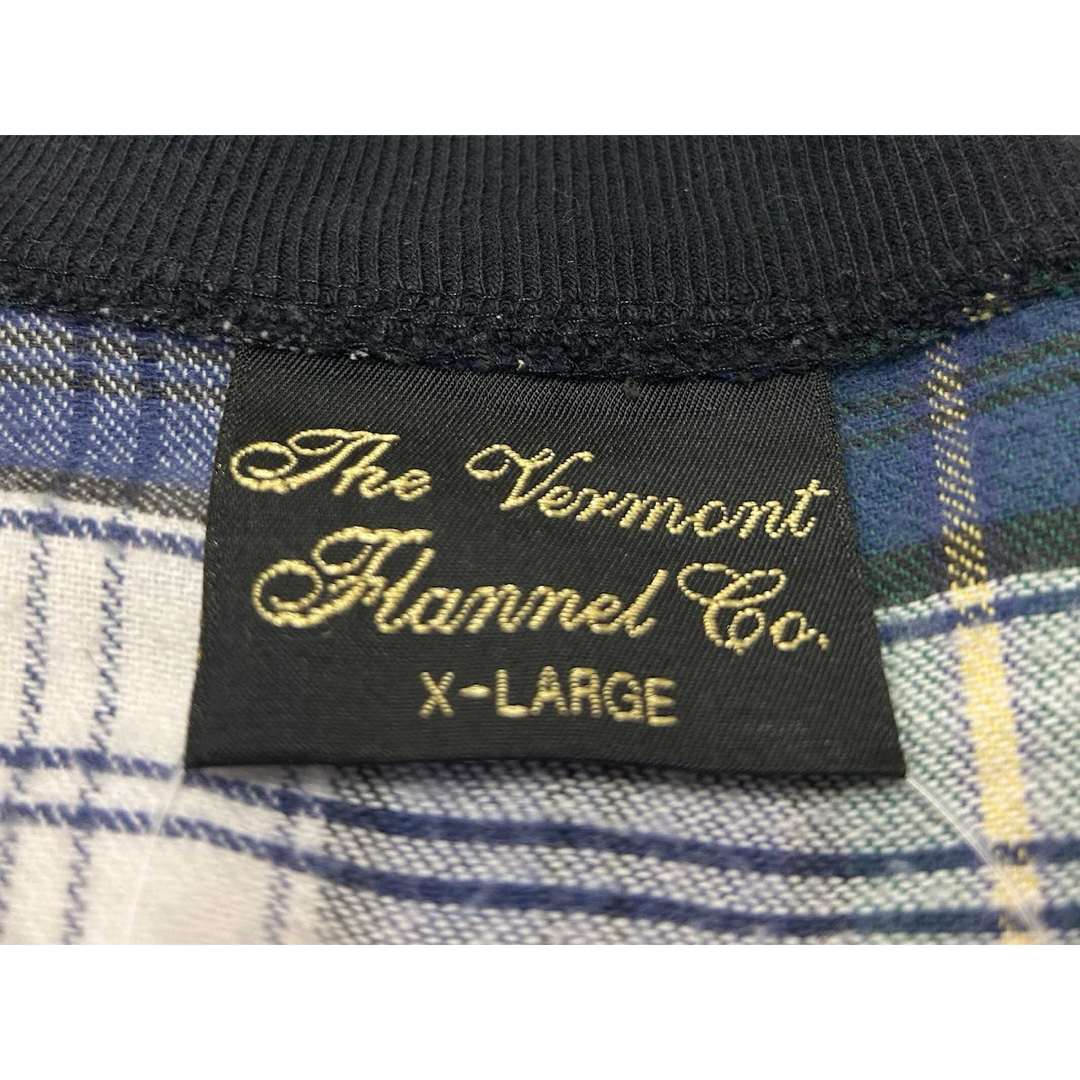 The Vermont
Flannel Co.
X-LARGE